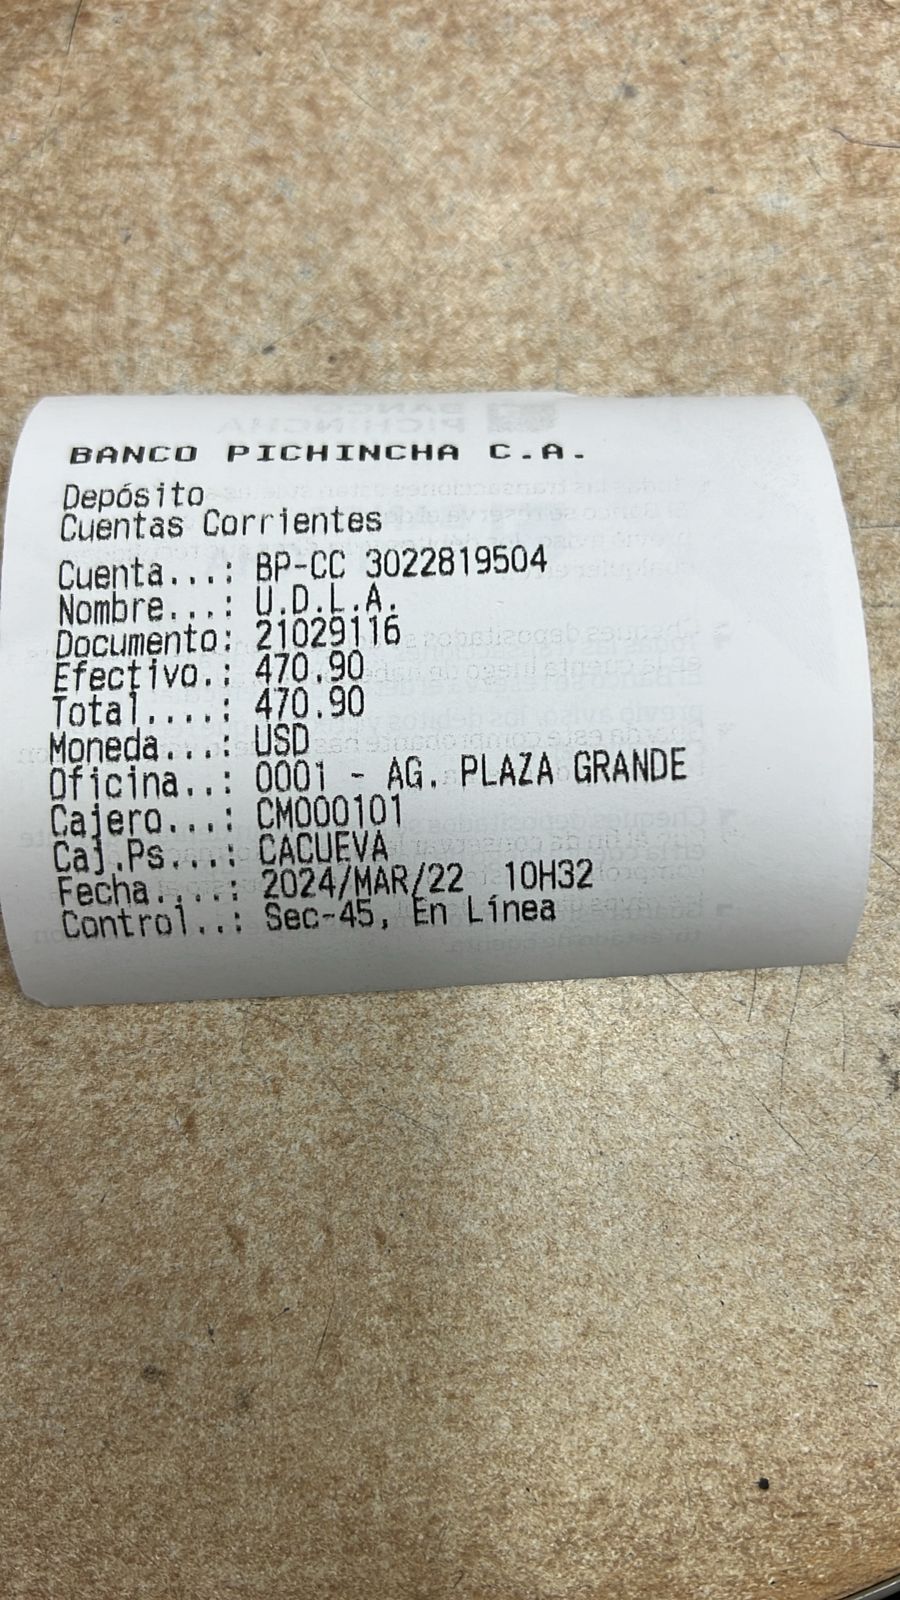 BANCO PICHINCHA C.A.
Depósito
Cuentas Corrientes
Cuenta...: BP-CC 3022819504
Nombre...: U.D.L.A.
Documento: 21029116
Efectivo.: 470.90
Total....: 470.90
Moneda...: USD
Oficina..: 0001 - AG. PLAZA GRANDE
Cajero...: CM000101
Caj.Ps...: CACUEVA
Fecha....: 2024/MAR/22  10H32
Control..: Sec-45, En Línea